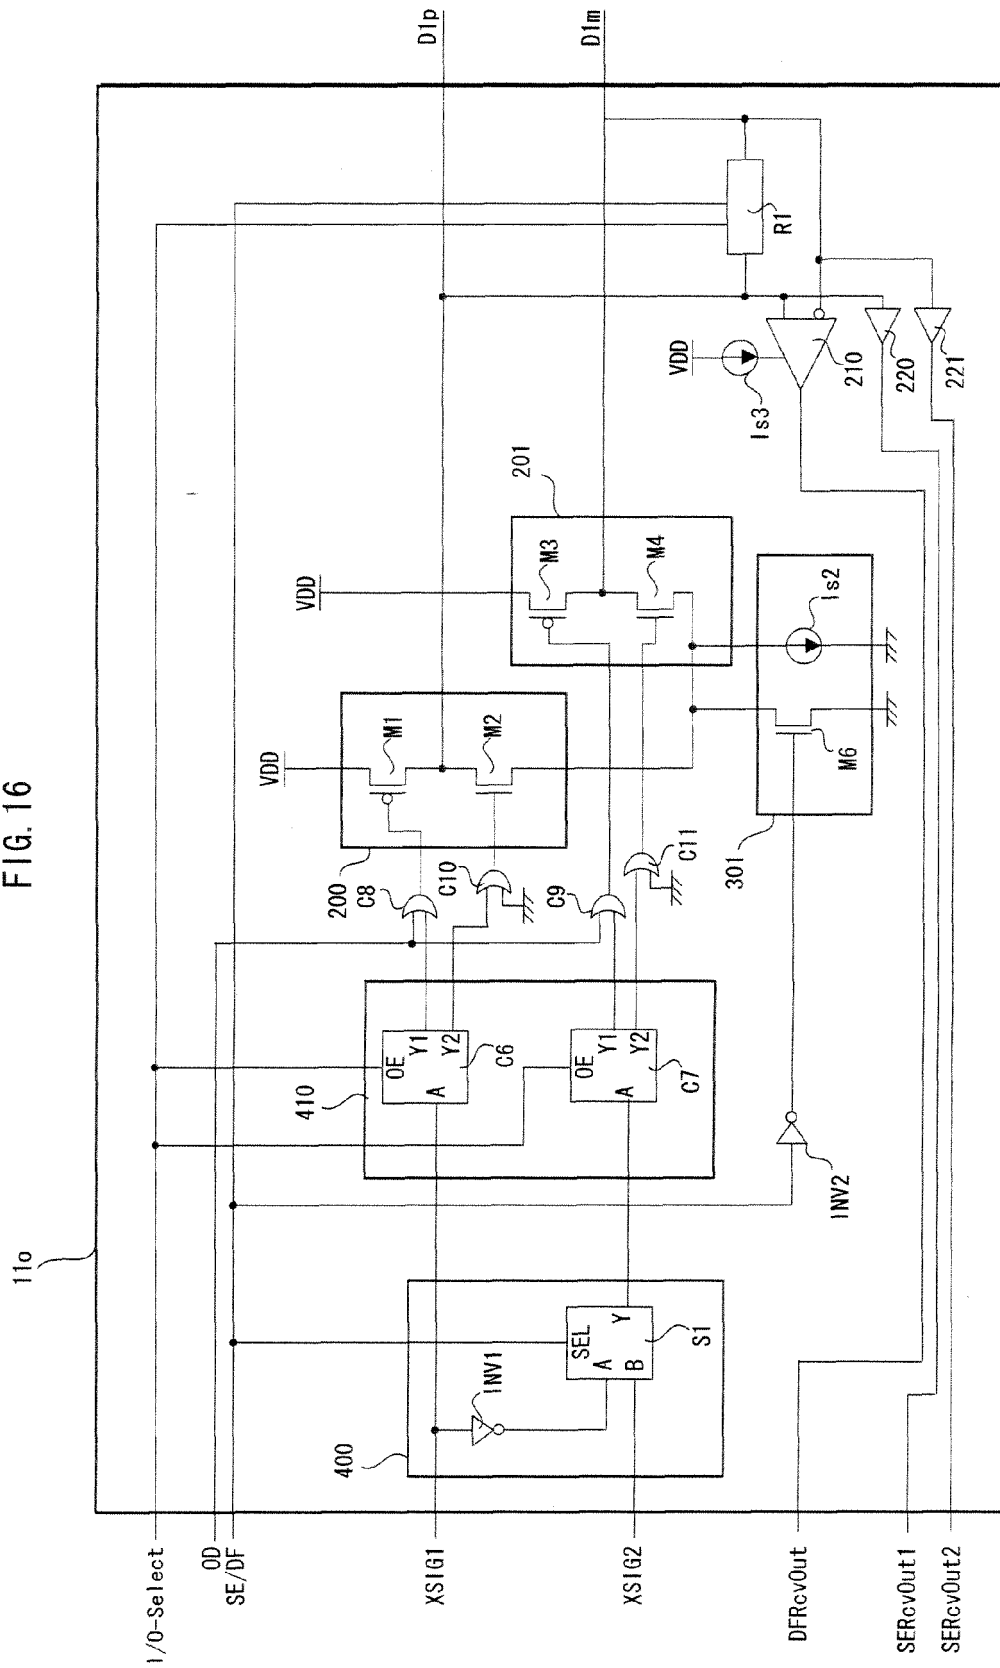 FIG. 16
11o
I/O-Select
OD
SE/DF
XSIG1
XSIG2
DFRcvOut
SERcvOut1
SERcvOut2
400
INV1
SEL
A
B
Y
S1
410
OE
A
Y1
Y2
C6
OE
A
Y1
Y2
C7
INV2
C8
C10
C9
C11
200
VDD
M1
M2
201
VDD
M3
M4
301
M6
Is2
VDD
Is3
210
220
221
R1
D1p
D1m